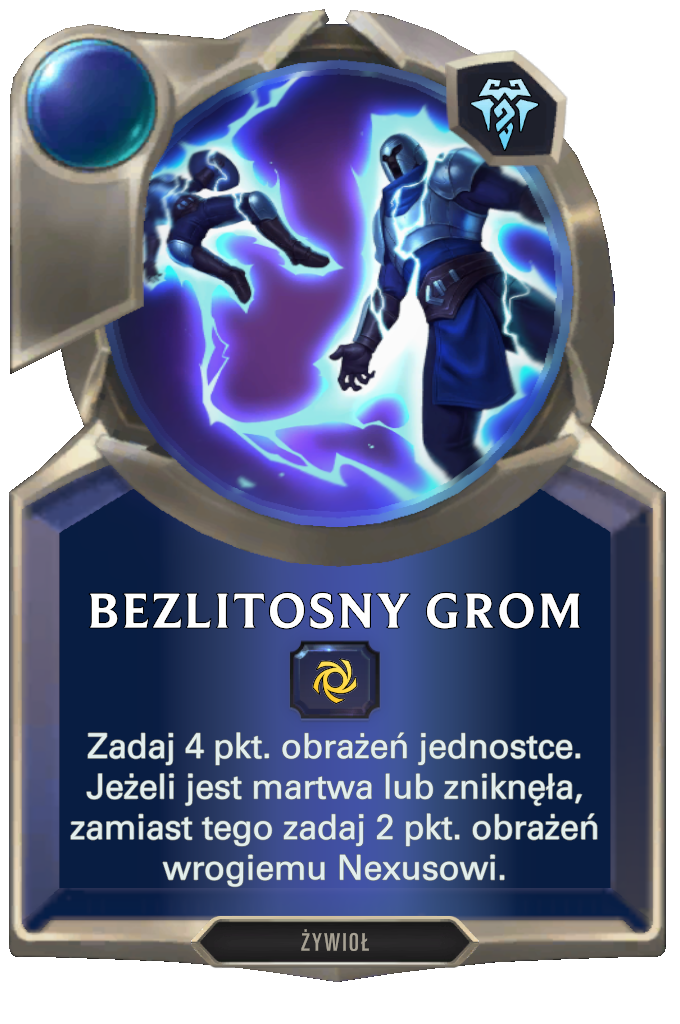 BEZLITOSNY GROM
Zadaj 4 pkt. obrażeń jednostce.
Jeżeli jest martwa lub zniknęła,
zamiast tego zadaj 2 pkt. obrażeń
wrogiemu Nexusowi.
ŻYWIOŁ